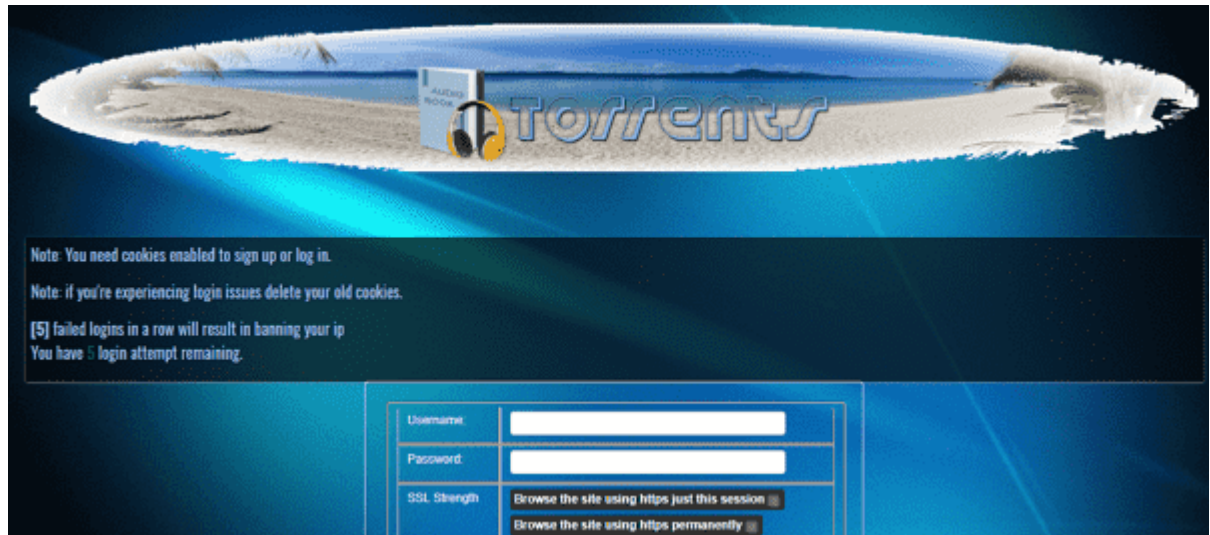 AUDIO
BOOK
Torrents
Note: You need cookies enabled to sign up or log in.
Note: if you're experiencing login issues delete your old cookies.
[5] failed logins in a row will result in banning your ip
You have 5 login attempt remaining.
Username:
Password:
SSL Strength
Browse the site using https just this session
Browse the site using https permanently